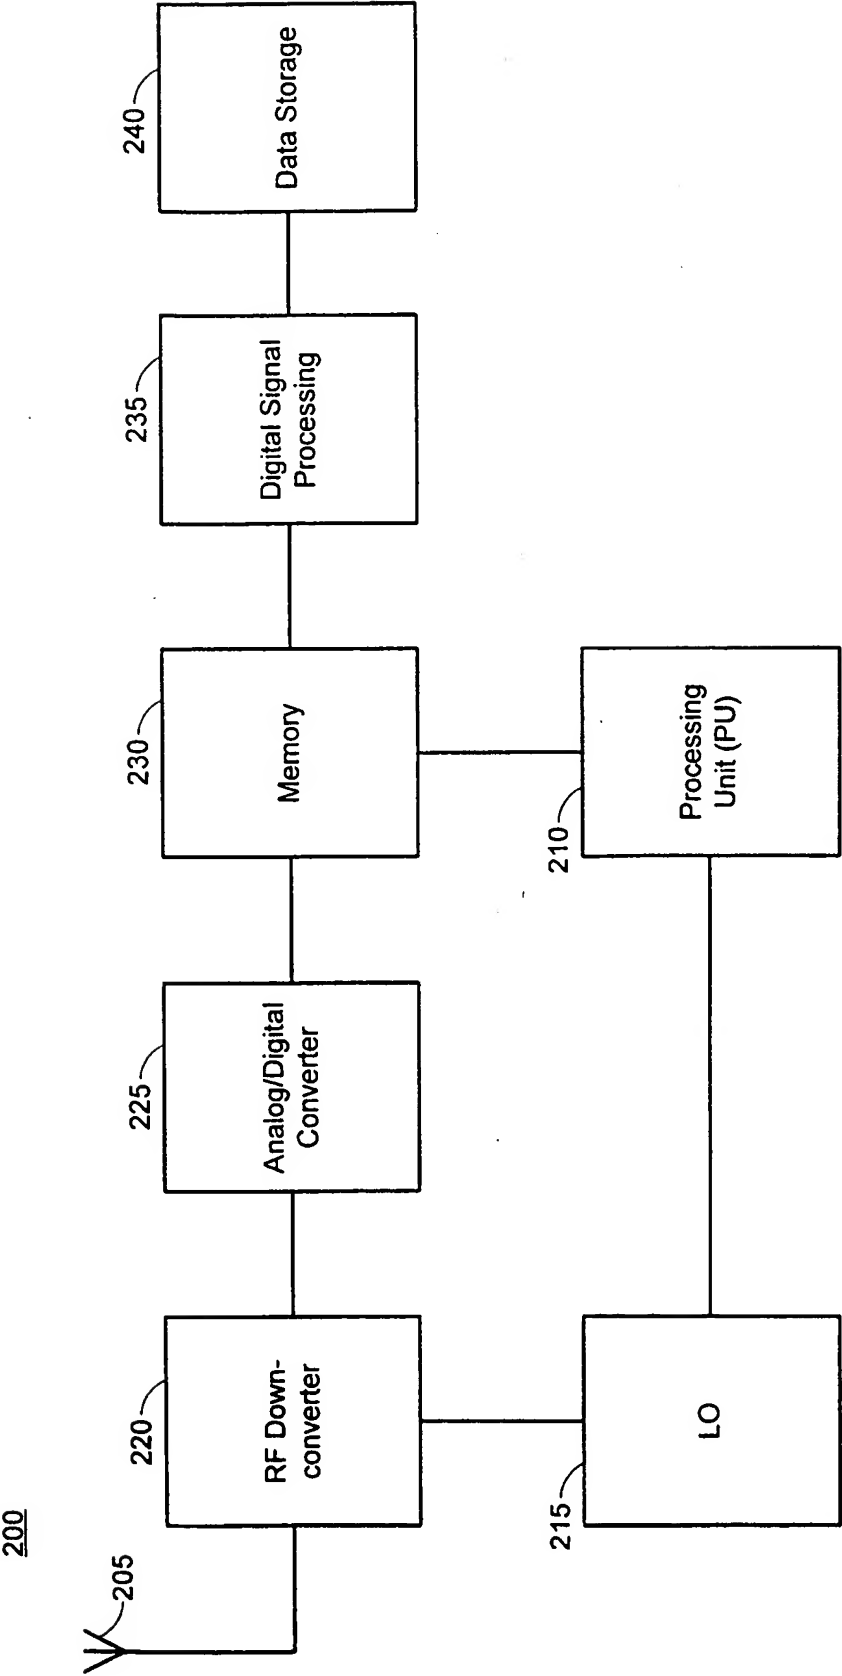 200
205
220
RF Down-
converter
225
Analog/Digital
Converter
230
Memory
235
Digital Signal
Processing
240
Data Storage
215
LO
210
Processing
Unit (PU)